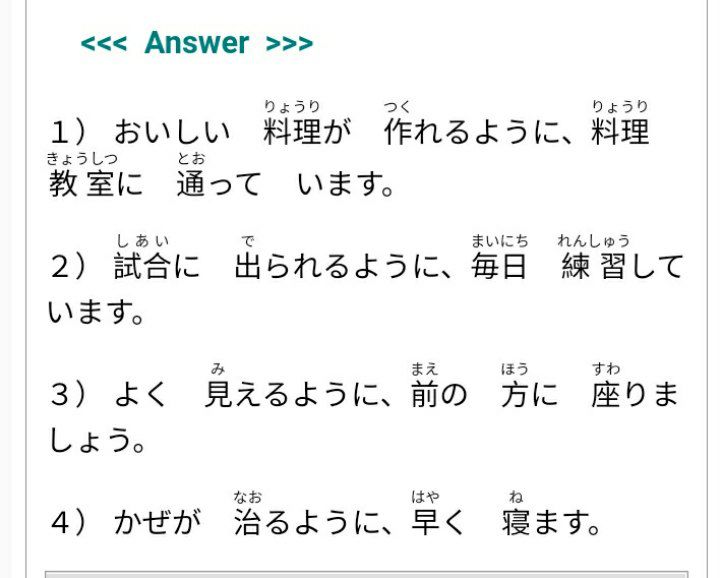 <<< Answer >>>
りょうり つく りょうり
１） おいしい 料理が 作れるように、料理
きょうしつ とお
教室に 通って います。
しあい で まいにち れんしゅう
２） 試合に 出られるように、毎日 練習して
います。
み まえ ほう すわ
３） よく 見えるように、前の 方に 座りま
しょう。
なお はや ね
４） かぜが 治るように、早く 寝ます。